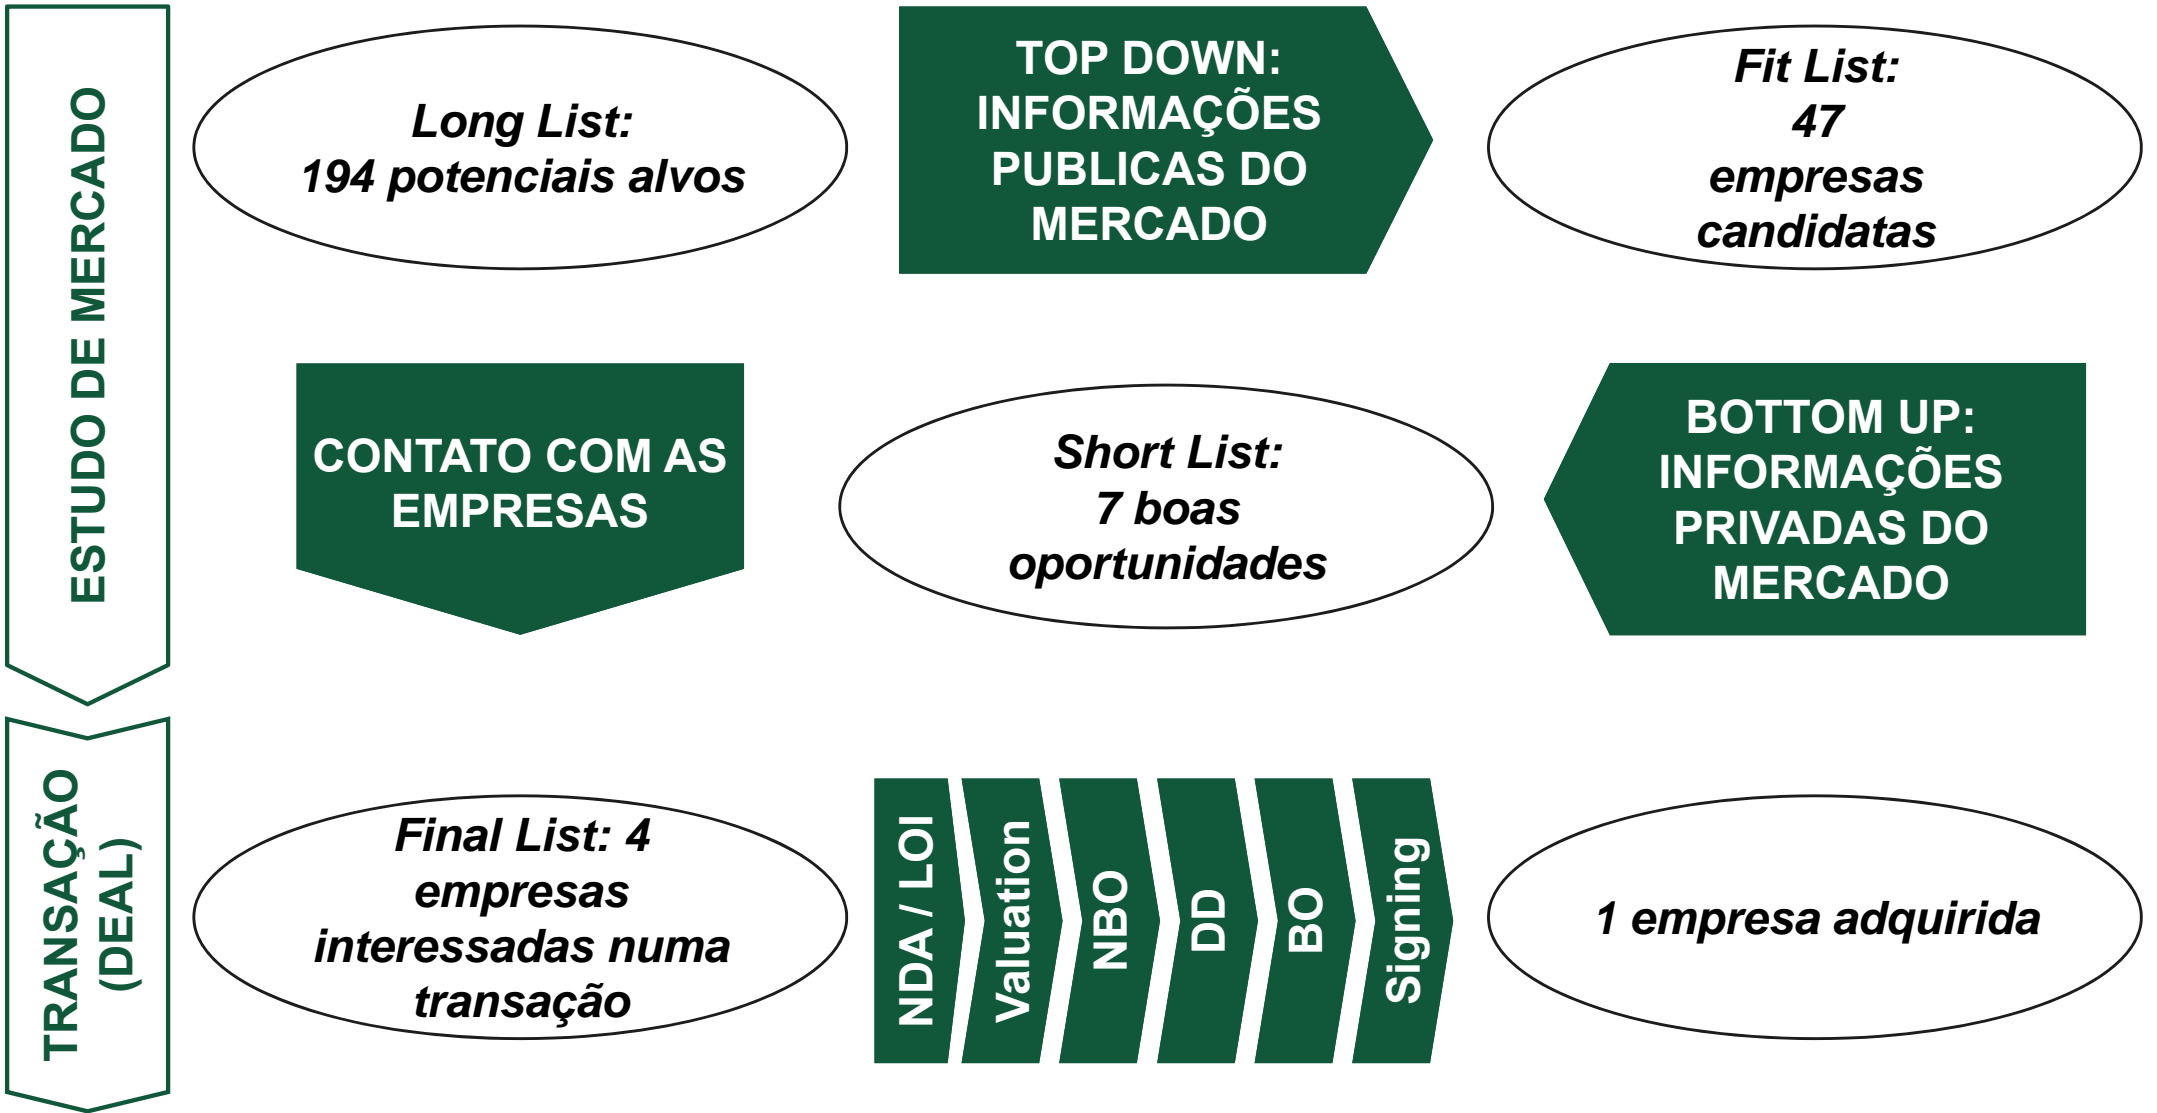 ESTUDO DE MERCADO
Long List:
194 potenciais alvos
TOP DOWN:
INFORMAÇÕES
PUBLICAS DO
MERCADO
Fit List:
47
empresas
candidatas
CONTATO COM AS
EMPRESAS
Short List:
7 boas
oportunidades
BOTTOM UP:
INFORMAÇÕES
PRIVADAS DO
MERCADO
TRANSAÇÃO
(DEAL)
Final List: 4
empresas
interessadas numa
transação
NDA / LOI
Valuation
NBO
DD
BO
Signing
1 empresa adquirida